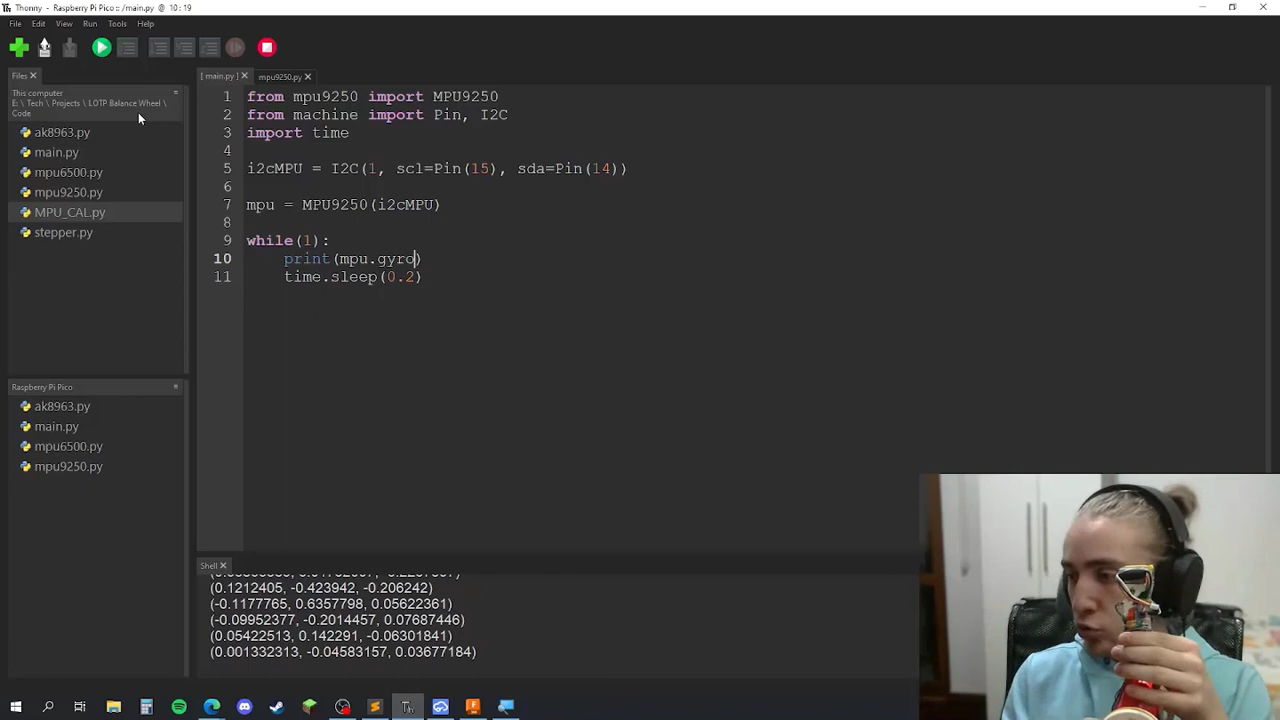 Thonny - Raspberry Pi Pico :: /main.py @ 10 : 19
File Edit View Run Tools Help
Files
This computer
E: \ Tech \ Projects \ LOTP Balance Wheel \
Code
ak8963.py
main.py
mpu6500.py
mpu9250.py
MPU_CAL.py
stepper.py
Raspberry Pi Pico
ak8963.py
main.py
mpu6500.py
mpu9250.py
[ main.py ] mpu9250.py
1 from mpu9250 import MPU9250
2 from machine import Pin, I2C
3 import time
4
5 i2cMPU = I2C(1, scl=Pin(15), sda=Pin(14))
6
7 mpu = MPU9250(i2cMPU)
8
9 while(1):
10 print(mpu.gyro)
11 time.sleep(0.2)
Shell
(0.1212405, -0.423942, -0.206242)
(-0.1177765, 0.6357798, 0.05622361)
(-0.09952377, -0.2014457, 0.07687446)
(0.05422513, 0.142291, -0.06301841)
(0.001332313, -0.04583157, 0.03677184)